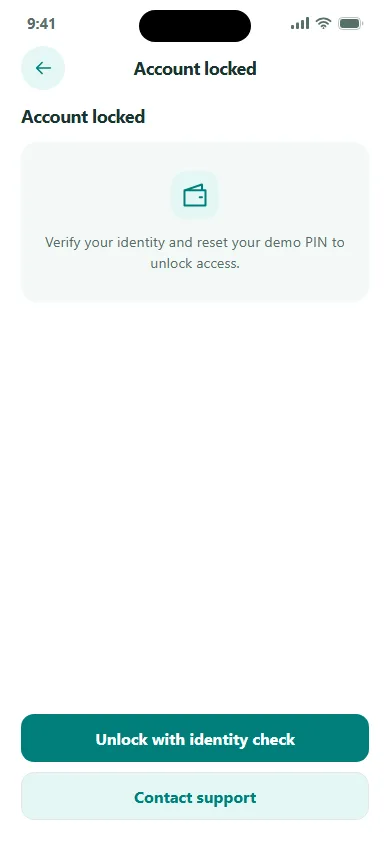 9:41
Account locked
Account locked
Verify your identity and reset your demo PIN to
unlock access.
Unlock with identity check
Contact support